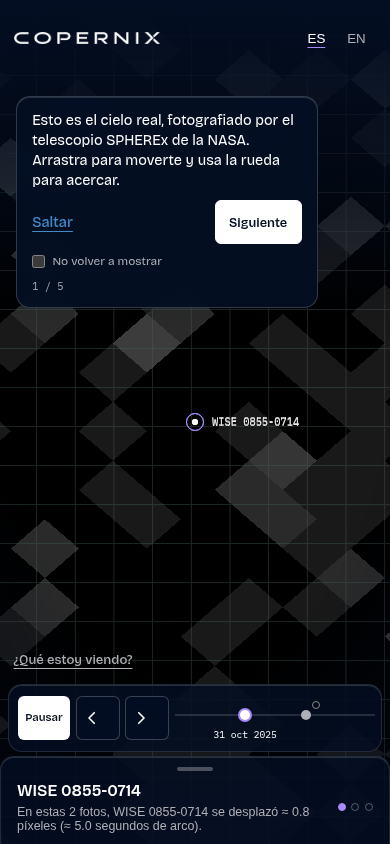 COPERNIX
ES
EN
Esto es el cielo real, fotografiado por el
telescopio SPHEREx de la NASA.
Arrastra para moverte y usa la rueda
para acercar.
Saltar
Siguiente
No volver a mostrar
1 / 5
WISE 0855-0714
¿Qué estoy viendo?
Pausar
31 oct 2025
WISE 0855-0714
En estas 2 fotos, WISE 0855-0714 se desplazó ≈ 0.8
píxeles (≈ 5.0 segundos de arco).